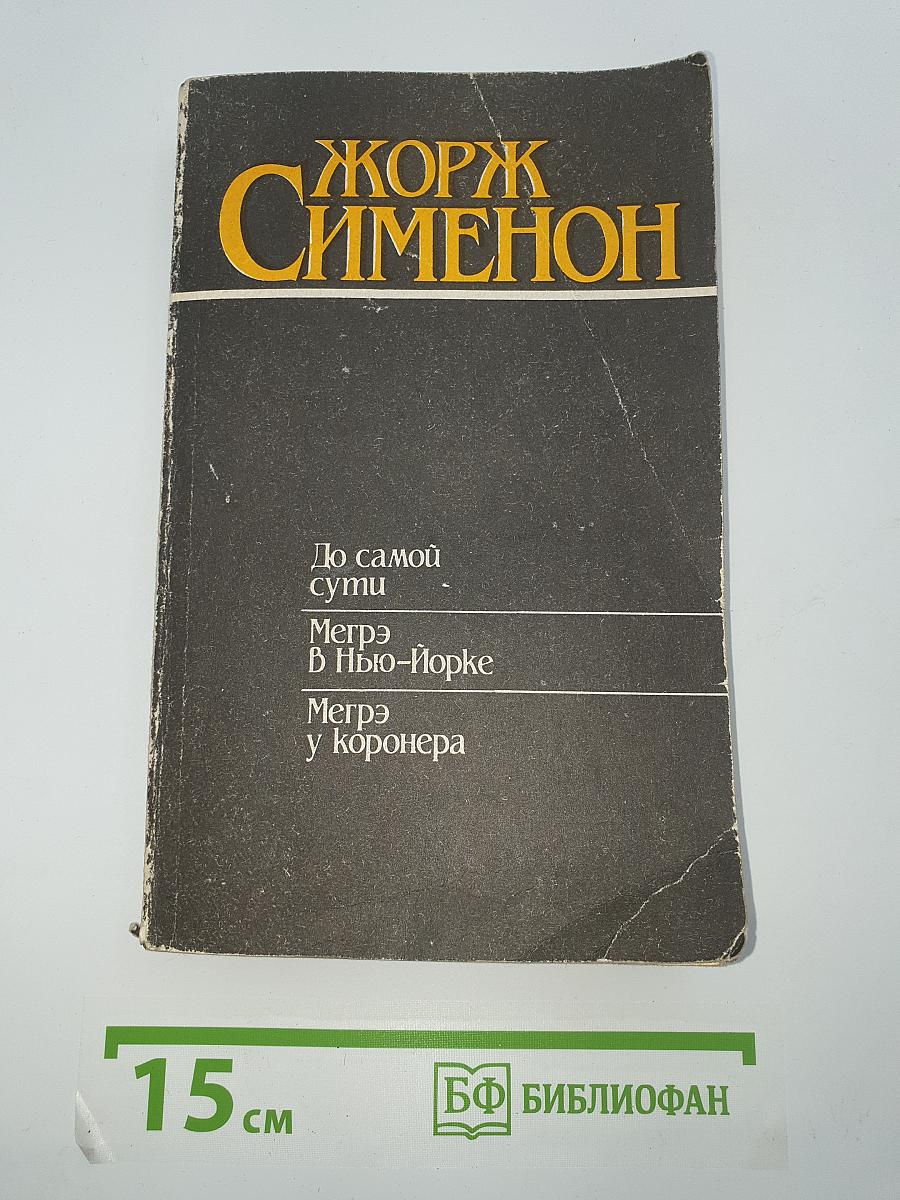 ЖОРЖ
СИМЕНОН
До самой
сути
Мегрэ
в Нью-Йорке
Мегрэ
у коронера
15 см
БФ БИБЛИОФАН